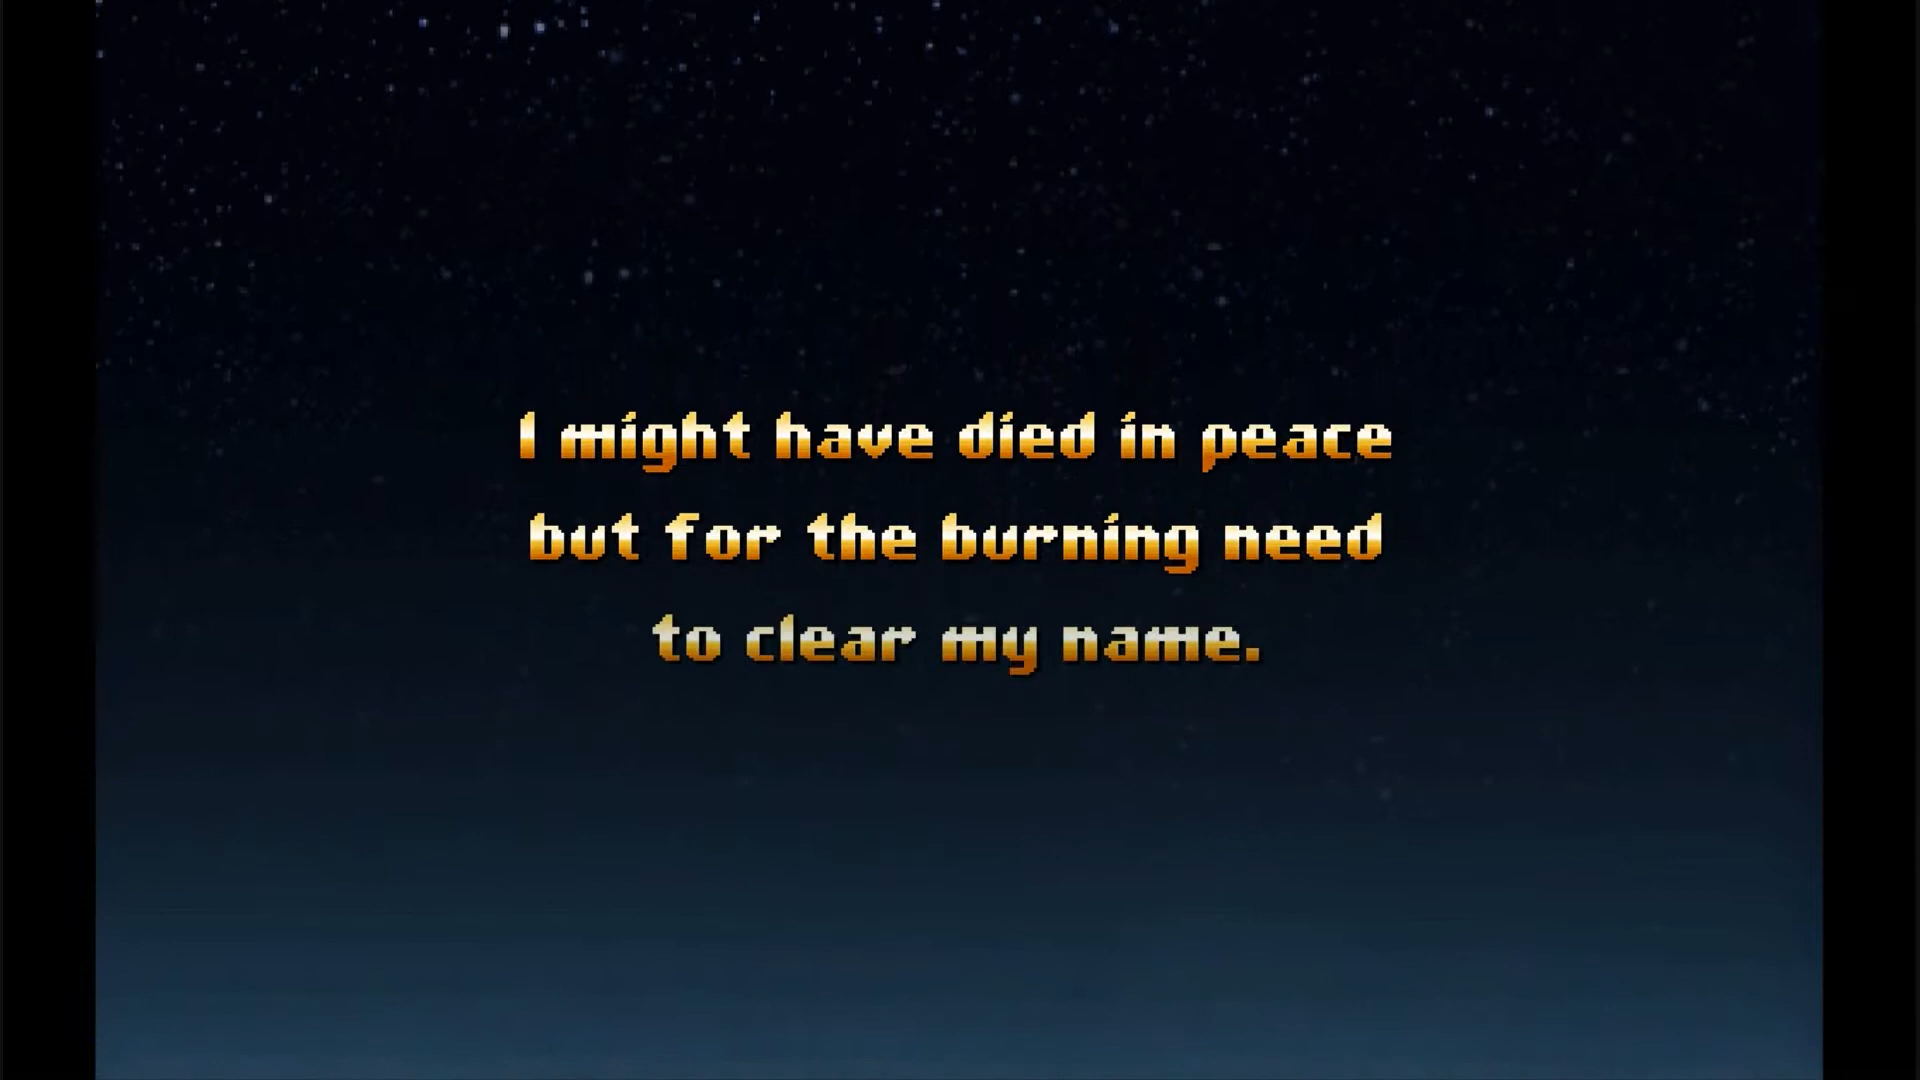 I might have died in peace
but for the burning need
to clear my name.